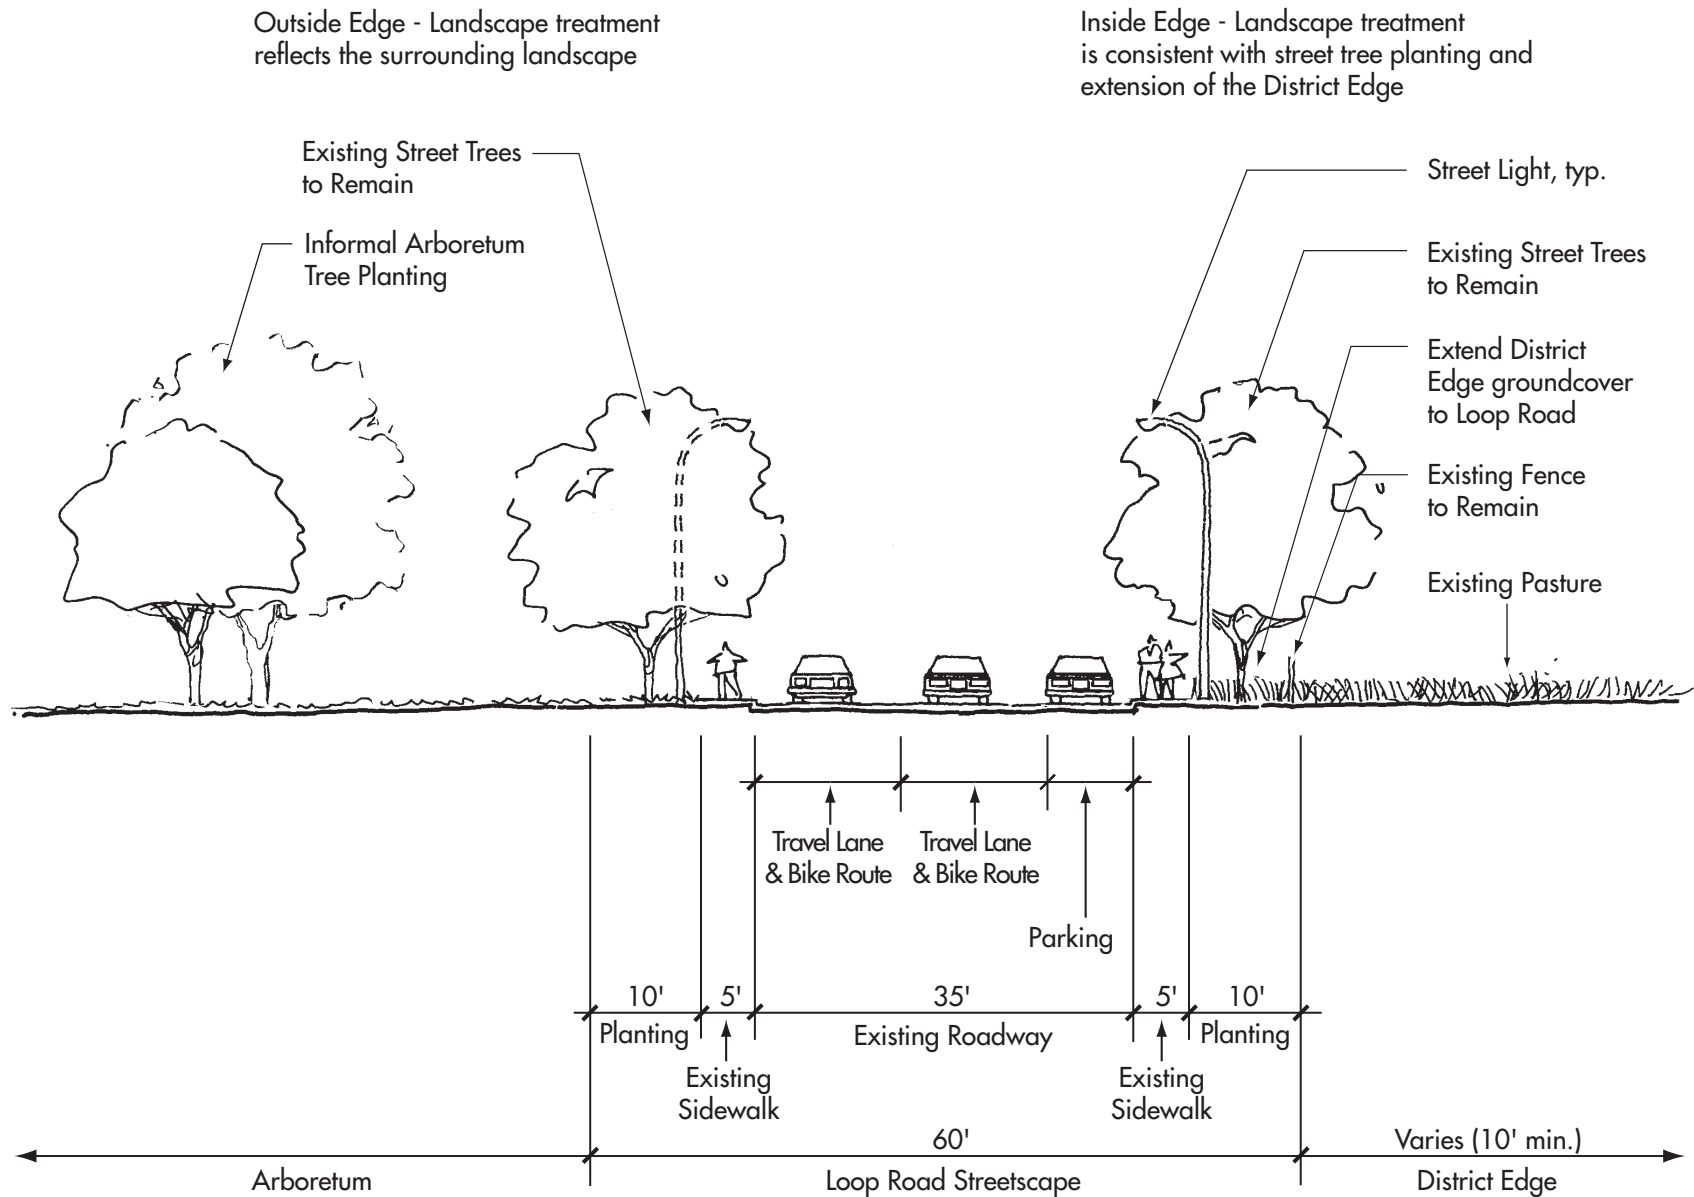 Outside Edge - Landscape treatment
reflects the surrounding landscape
Inside Edge - Landscape treatment
is consistent with street tree planting and
extension of the District Edge
Existing Street Trees
to Remain
Informal Arboretum
Tree Planting
Street Light, typ.
Existing Street Trees
to Remain
Extend District
Edge groundcover
to Loop Road
Existing Fence
to Remain
Existing Pasture
Travel Lane
& Bike Route
Travel Lane
& Bike Route
Parking
10'
5'
35'
5'
10'
Planting
Existing Roadway
Planting
Existing
Sidewalk
Existing
Sidewalk
60'
Varies (10' min.)
Arboretum
Loop Road Streetscape
District Edge